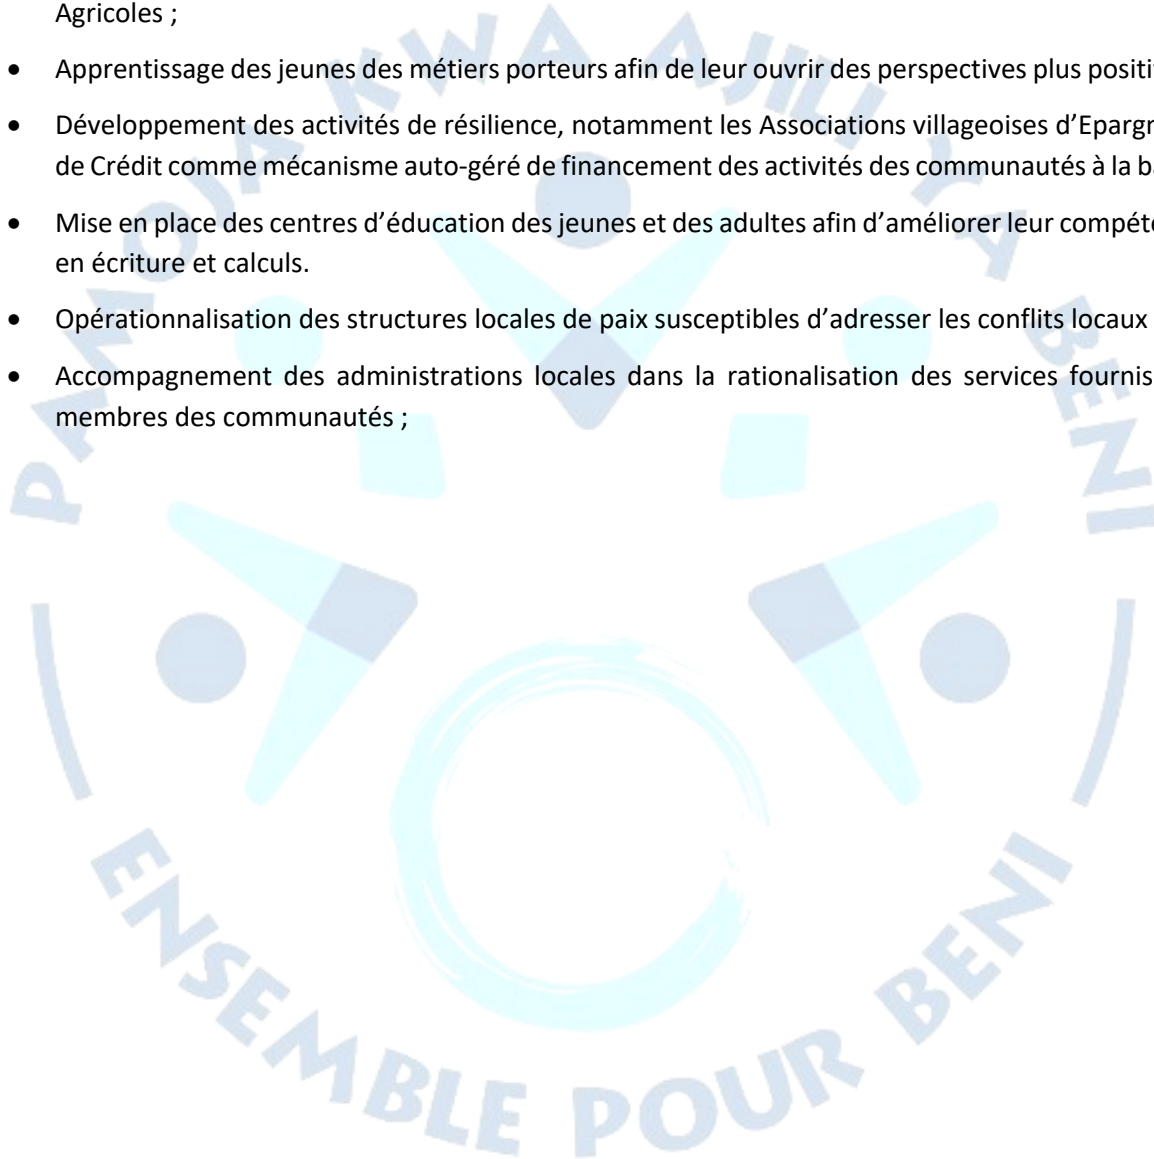 Agricoles ;
• Apprentissage des jeunes des métiers porteurs afin de leur ouvrir des perspectives plus positi
• Développement des activités de résilience, notamment les Associations villageoises d’Epargn
de Crédit comme mécanisme auto-géré de financement des activités des communautés à la b
• Mise en place des centres d’éducation des jeunes et des adultes afin d’améliorer leur compét
en écriture et calculs.
• Opérationnalisation des structures locales de paix susceptibles d’adresser les conflits locaux
• Accompagnement des administrations locales dans la rationalisation des services fournis
membres des communautés ;
PAMOJA KWA AJILI YA BENI
ENSEMBLE POUR BENI